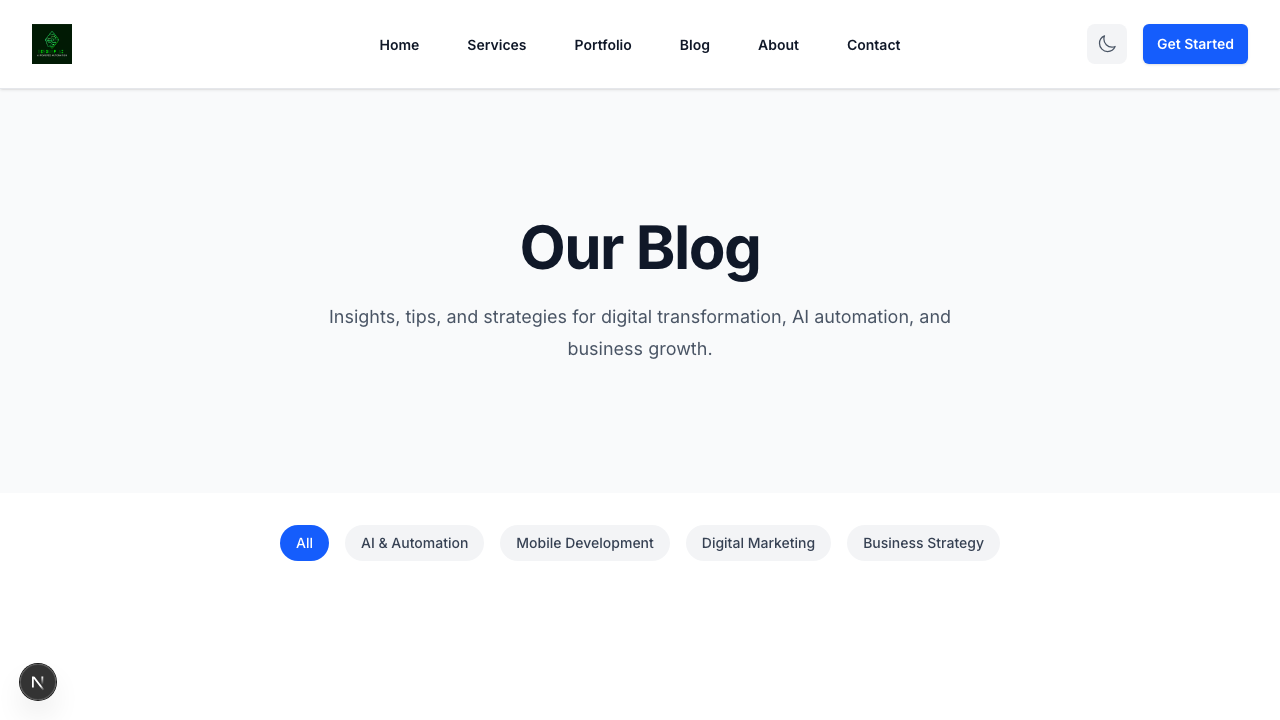 Home
Services
Portfolio
Blog
About
Contact
Get Started
Our Blog
Insights, tips, and strategies for digital transformation, AI automation, and
business growth.
All
AI & Automation
Mobile Development
Digital Marketing
Business Strategy
N